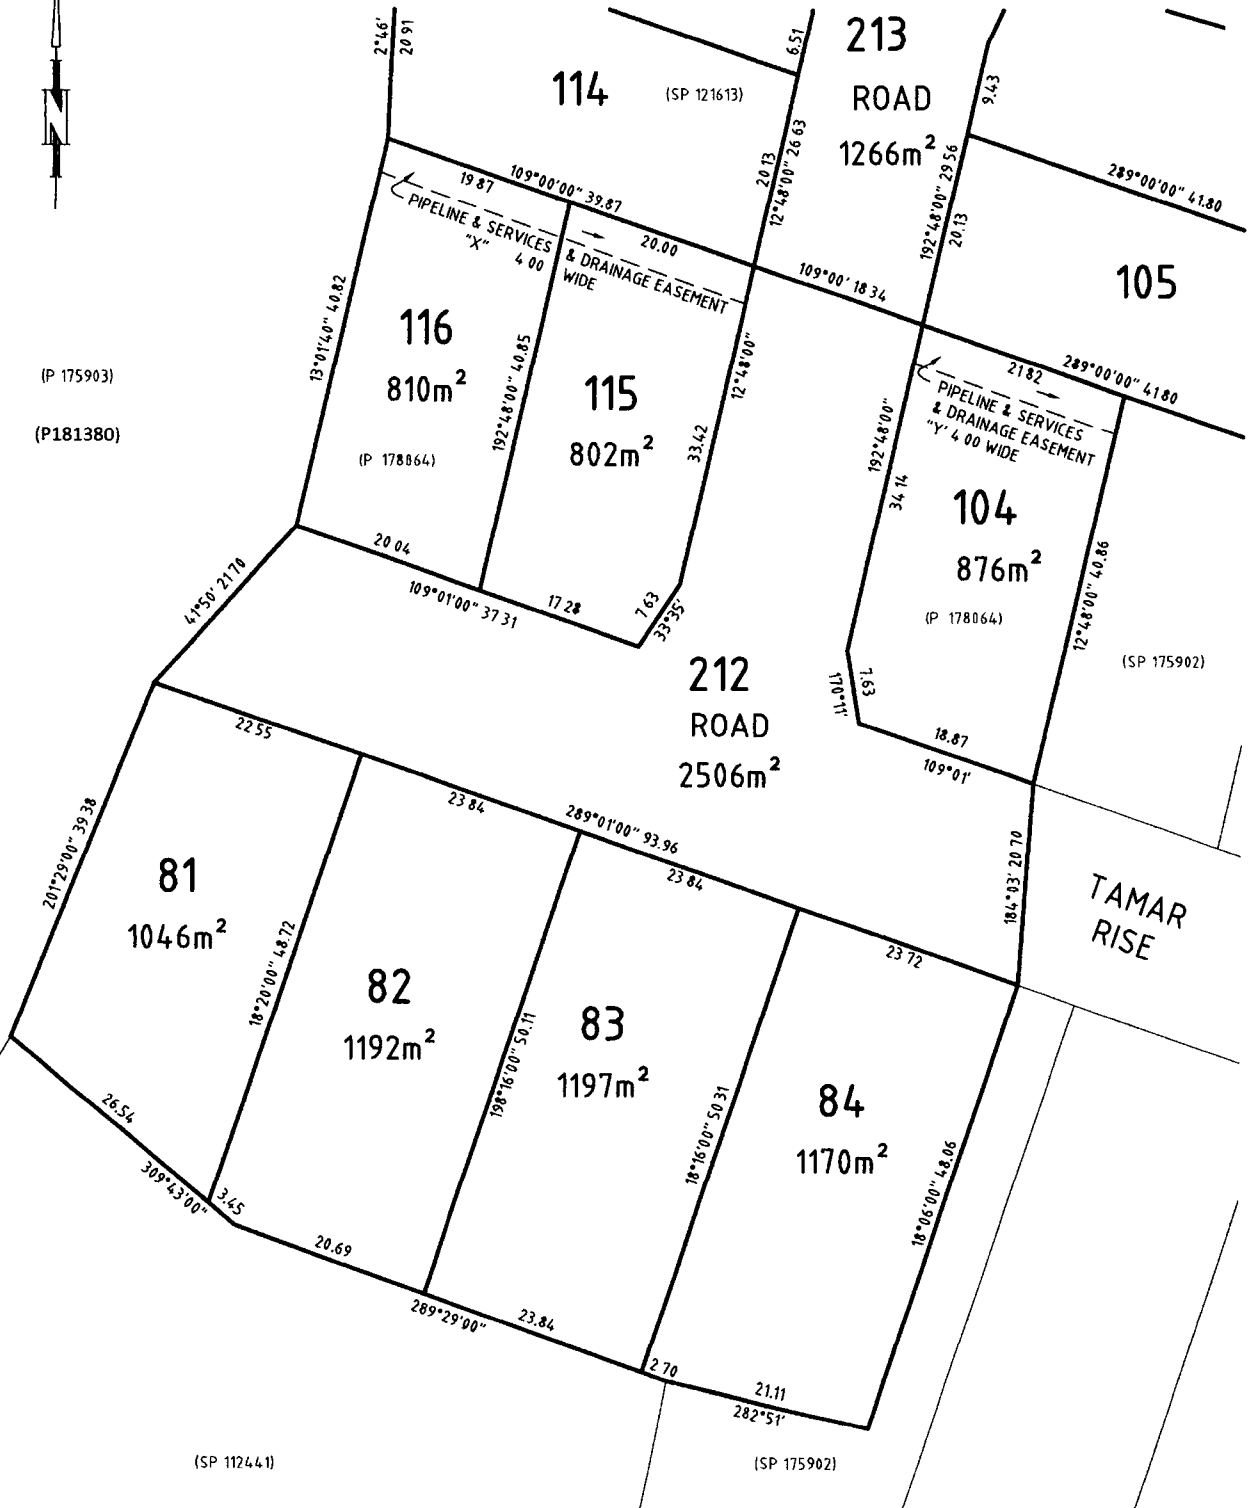 2°46'
20 91
6.51
213
ROAD
1266m²
9.43
114
(SP 121613)
20 13
12°48'00" 26 63
192°48'00" 29 56
20.13
289°00'00" 41.80
105
19 87
109°00'00" 39.87
20.00
PIPELINE & SERVICES
"X"
4 00
& DRAINAGE EASEMENT
WIDE
109°00' 18 34
13°01'40" 40.82
116
810m²
(P 178064)
192°48'00" 40.85
115
802m²
12°48'00"
33.42
(P 175903)
(P181380)
21 82
289°00'00" 41 80
PIPELINE & SERVICES
& DRAINAGE EASEMENT
"Y' 4 00 WIDE
192°48'00"
34 14
104
876m²
(P 178064)
12°48'00" 40.86
(SP 175902)
20 04
109°01'00" 37 31
17 28
7 63
33°35'
41°50' 21 70
212
ROAD
2506m²
7.63
170°11'
18.87
109°01'
22 55
23 84
289°01'00" 93.96
23 84
23 72
184°03' 20 70
TAMAR
RISE
201°29'00" 39 38
81
1046m²
18°20'00" 48.72
82
1192m²
198°16'00" 50.11
83
1197m²
18°16'00" 50 31
84
1170m²
18°06'00" 48.06
26.54
309°43'00"
3.45
20.69
289°29'00"
23.84
2 70
21.11
282°51'
(SP 112441)
(SP 175902)